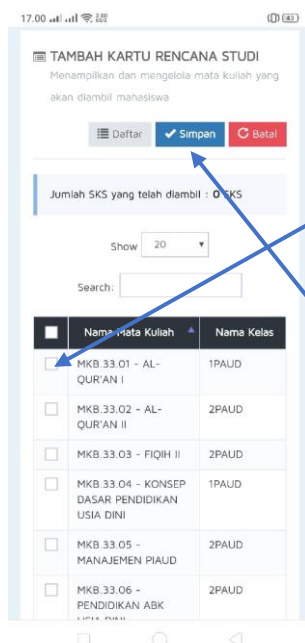 17.00
43
TAMBAH KARTU RENCANA STUDI
Menampilkan dan mengelola mata kuliah yang
akan diambil mahasiswa
Daftar Simpan Batal
Jumlah SKS yang telah diambil : 0 SKS
Show 20
Search:
Nama Mata Kuliah Nama Kelas
MKB.33.01 - AL- 1PAUD
QUR'AN I
MKB.33.02 - AL- 2PAUD
QUR'AN II
MKB.33.03 - FIQIH II 2PAUD
MKB.33.04 - KONSEP 1PAUD
DASAR PENDIDIKAN
USIA DINI
MKB.33.05 - 2PAUD
MANAJEMEN PIAUD
MKB.33.06 - 2PAUD
PENDIDIKAN ABK
USIA DINI